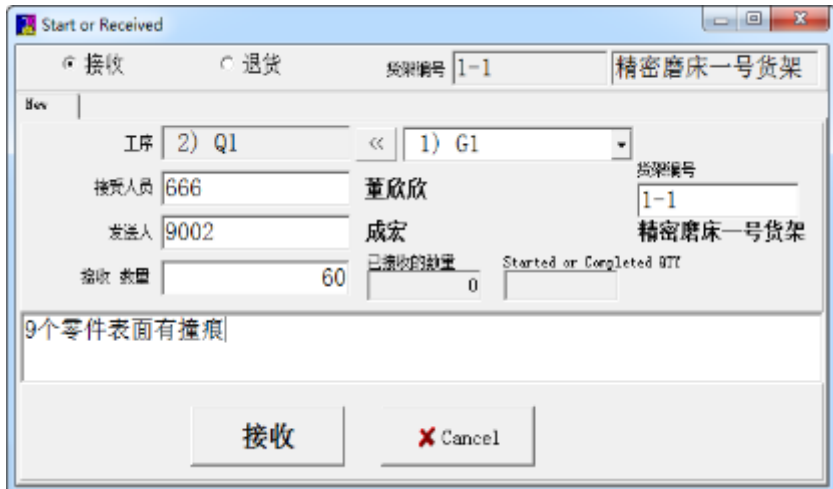 Start or Received
接收 退货 货架编号 1-1 精密磨床一号货架
New
工序 2) Q1 << 1) G1
货架编号
接受人员 666 董欣欣 1-1
发送人 9002 成宏 精密磨床一号货架
已接收的数量 Started or Completed QTY
接收 数量 60 0
9个零件表面有撞痕
接收 Cancel